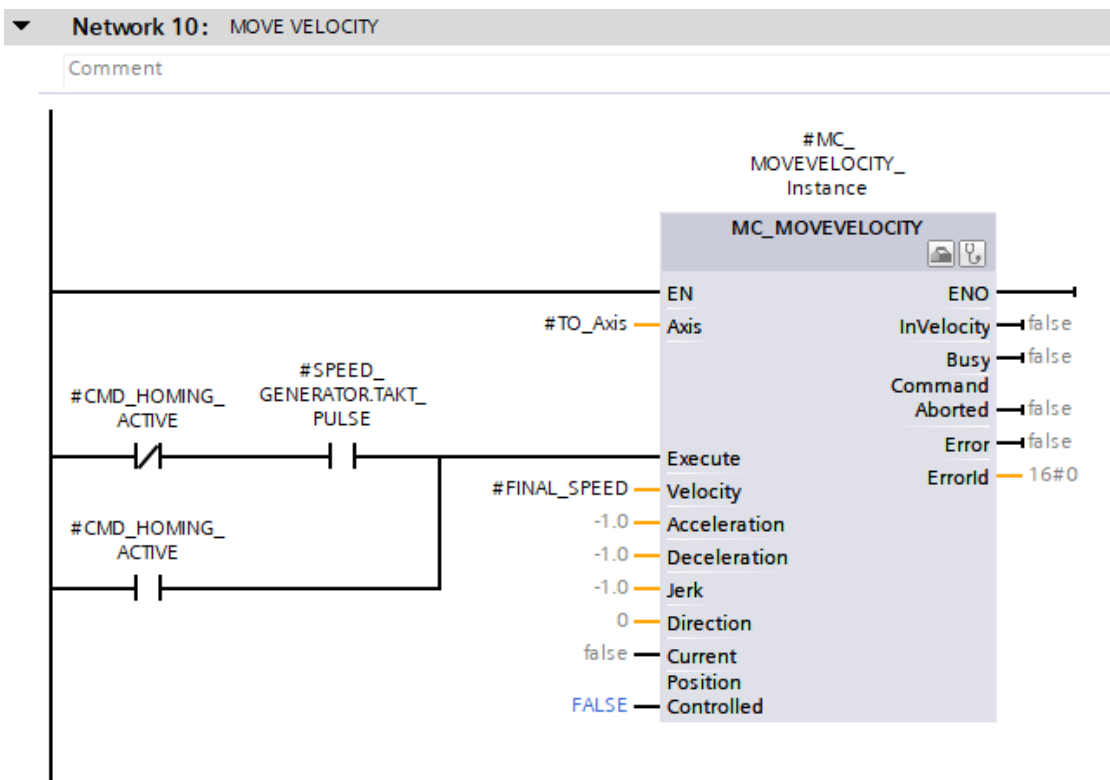 Network 10: MOVE VELOCITY
Comment
#MC_
MOVEVELOCITY_
Instance
MC_MOVEVELOCITY
EN ENO
#TO_Axis Axis InVelocity false
Busy false
Command
Aborted false
Error false
ErrorId 16#0
#CMD_HOMING_
ACTIVE
#SPEED_
GENERATOR.TAKT_
PULSE
Execute
#FINAL_SPEED Velocity
-1.0 Acceleration
-1.0 Deceleration
-1.0 Jerk
0 Direction
false Current
Position
FALSE Controlled
#CMD_HOMING_
ACTIVE